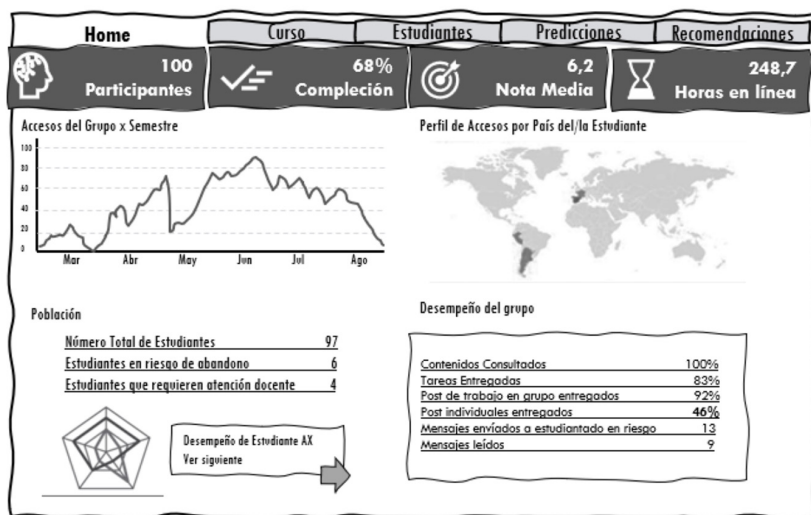 Home
Curso
Estudiantes
Predicciones
Recomendaciones
100
Participantes
68%
Compleción
6,2
Nota Media
248,7
Horas en línea
Accesos del Grupo x Semestre
100
80
60
40
20
0
Mar Abr May Jun Jul Ago
Perfil de Accesos por País del/la Estudiante
Población
Número Total de Estudiantes 97
Estudiantes en riesgo de abandono 6
Estudiantes que requieren atención docente 4
Desempeño de Estudiante AX
Ver siguiente
Desempeño del grupo
Contenidos Consultados 100%
Tareas Entregadas 83%
Post de trabajo en grupo entregados 92%
Post individuales entregados 46%
Mensajes envíados a estudiantado en riesgo 13
Mensajes leídos 9